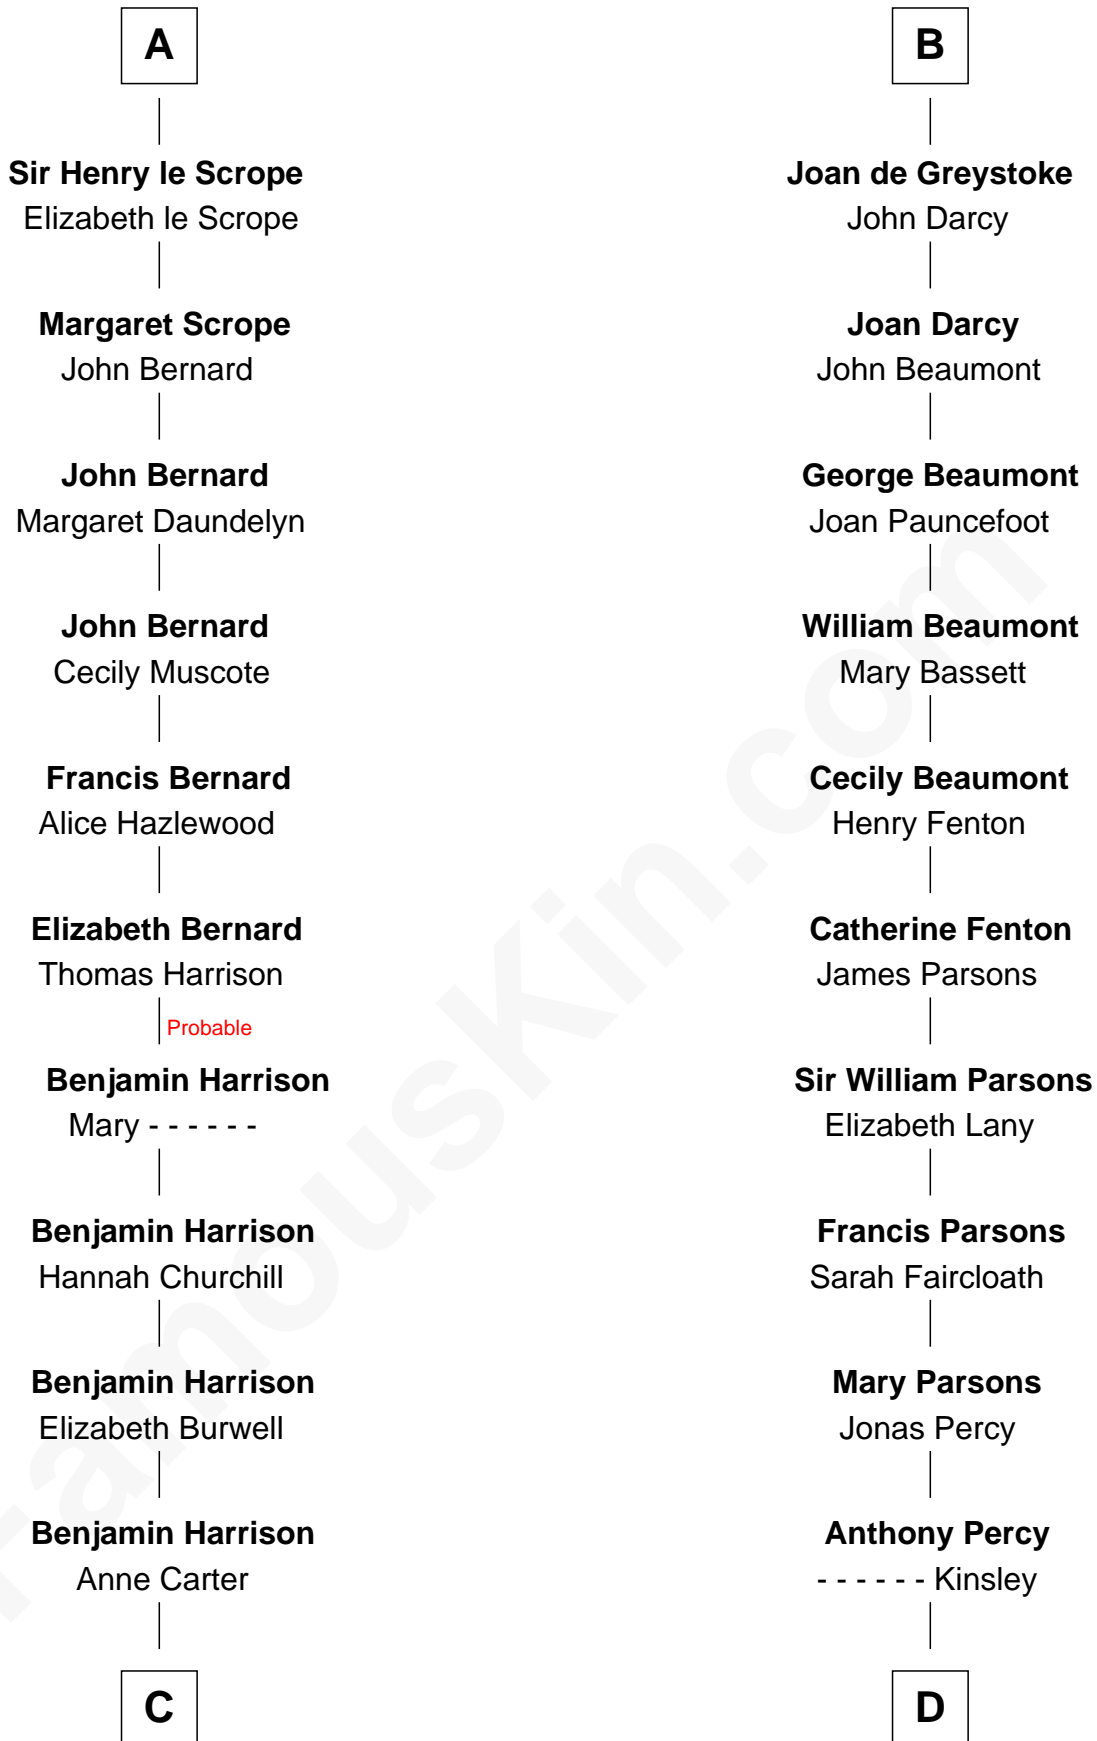 A
Sir Henry le Scrope
Elizabeth le Scrope
Margaret Scrope
John Bernard
John Bernard
Margaret Daundelyn
John Bernard
Cecily Muscote
Francis Bernard
Alice Hazlewood
Elizabeth Bernard
Thomas Harrison
Probable
Benjamin Harrison
Mary - - - - - -
Benjamin Harrison
Hannah Churchill
Benjamin Harrison
Elizabeth Burwell
Benjamin Harrison
Anne Carter
C
B
Joan de Greystoke
John Darcy
Joan Darcy
John Beaumont
George Beaumont
Joan Pauncefoot
William Beaumont
Mary Bassett
Cecily Beaumont
Henry Fenton
Catherine Fenton
James Parsons
Sir William Parsons
Elizabeth Lany
Francis Parsons
Sarah Faircloath
Mary Parsons
Jonas Percy
Anthony Percy
- - - - - - Kinsley
D
FamousKin.com